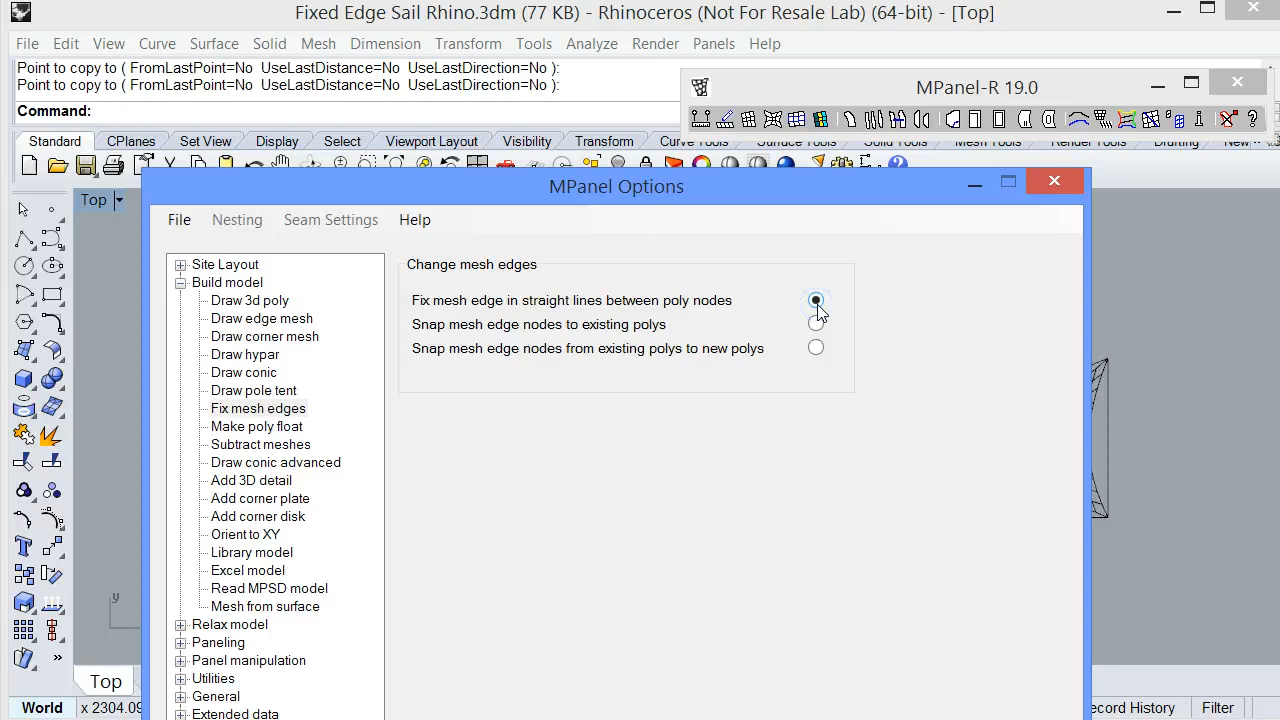 Fixed Edge Sail Rhino.3dm (77 KB) - Rhinoceros (Not For Resale Lab) (64-bit) - [Top]
File Edit View Curve Surface Solid Mesh Dimension Transform Tools Analyze Render Panels Help
Point to copy to ( FromLastPoint=No UseLastDistance=No UseLastDirection=No ):
Point to copy to ( FromLastPoint=No UseLastDistance=No UseLastDirection=No ):
Command:
MPanel-R 19.0
Standard CPlanes Set View Display Select Viewport Layout Visibility Transform Curve Tools Surface Tools Solid Tools Mesh Tools Render Tools Drafting New
Top
MPanel Options
File Nesting Seam Settings Help
Site Layout
Build model
Draw 3d poly
Draw edge mesh
Draw corner mesh
Draw hypar
Draw conic
Draw pole tent
Fix mesh edges
Make poly float
Subtract meshes
Draw conic advanced
Add 3D detail
Add corner plate
Add corner disk
Orient to XY
Library model
Excel model
Read MPSD model
Mesh from surface
Relax model
Paneling
Panel manipulation
Utilities
General
Extended data
Change mesh edges
Fix mesh edge in straight lines between poly nodes
Snap mesh edge nodes to existing polys
Snap mesh edge nodes from existing polys to new polys
y
Top
World x 2304.09
ecord History Filter